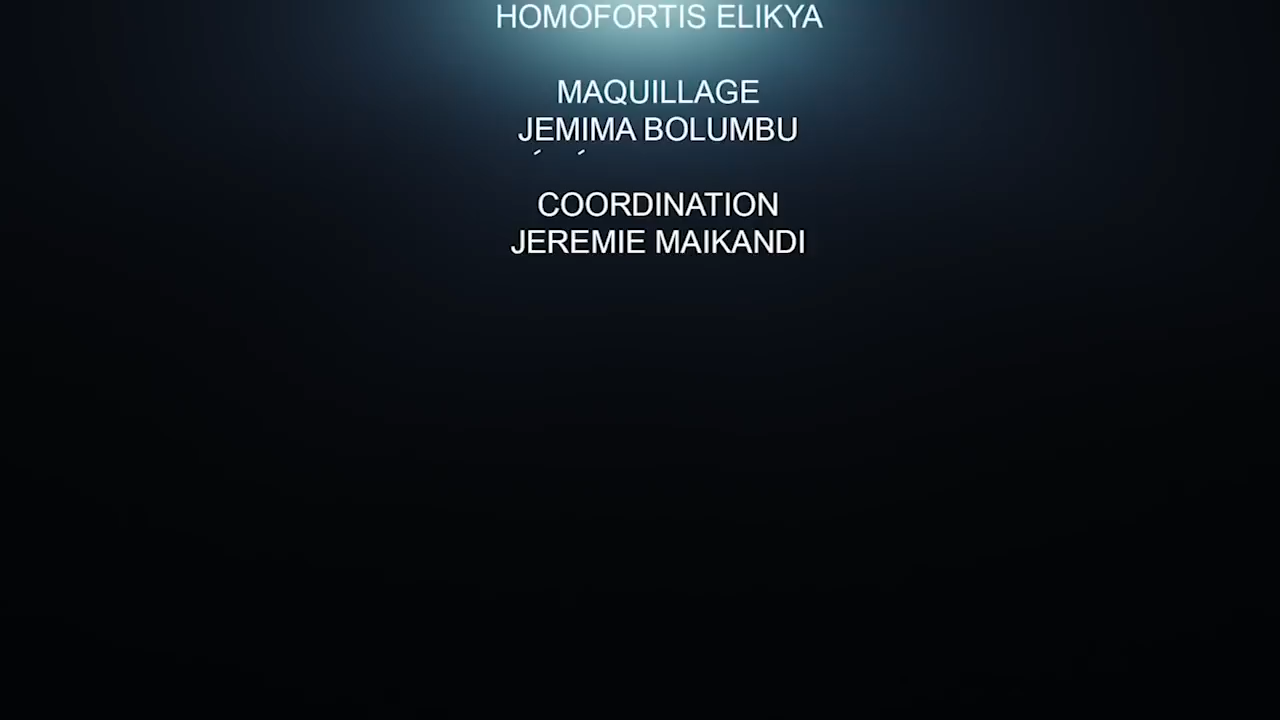 HOMOFORTIS ELIKYA
MAQUILLAGE
JEMIMA BOLUMBU
COORDINATION
JEREMIE MAIKANDI